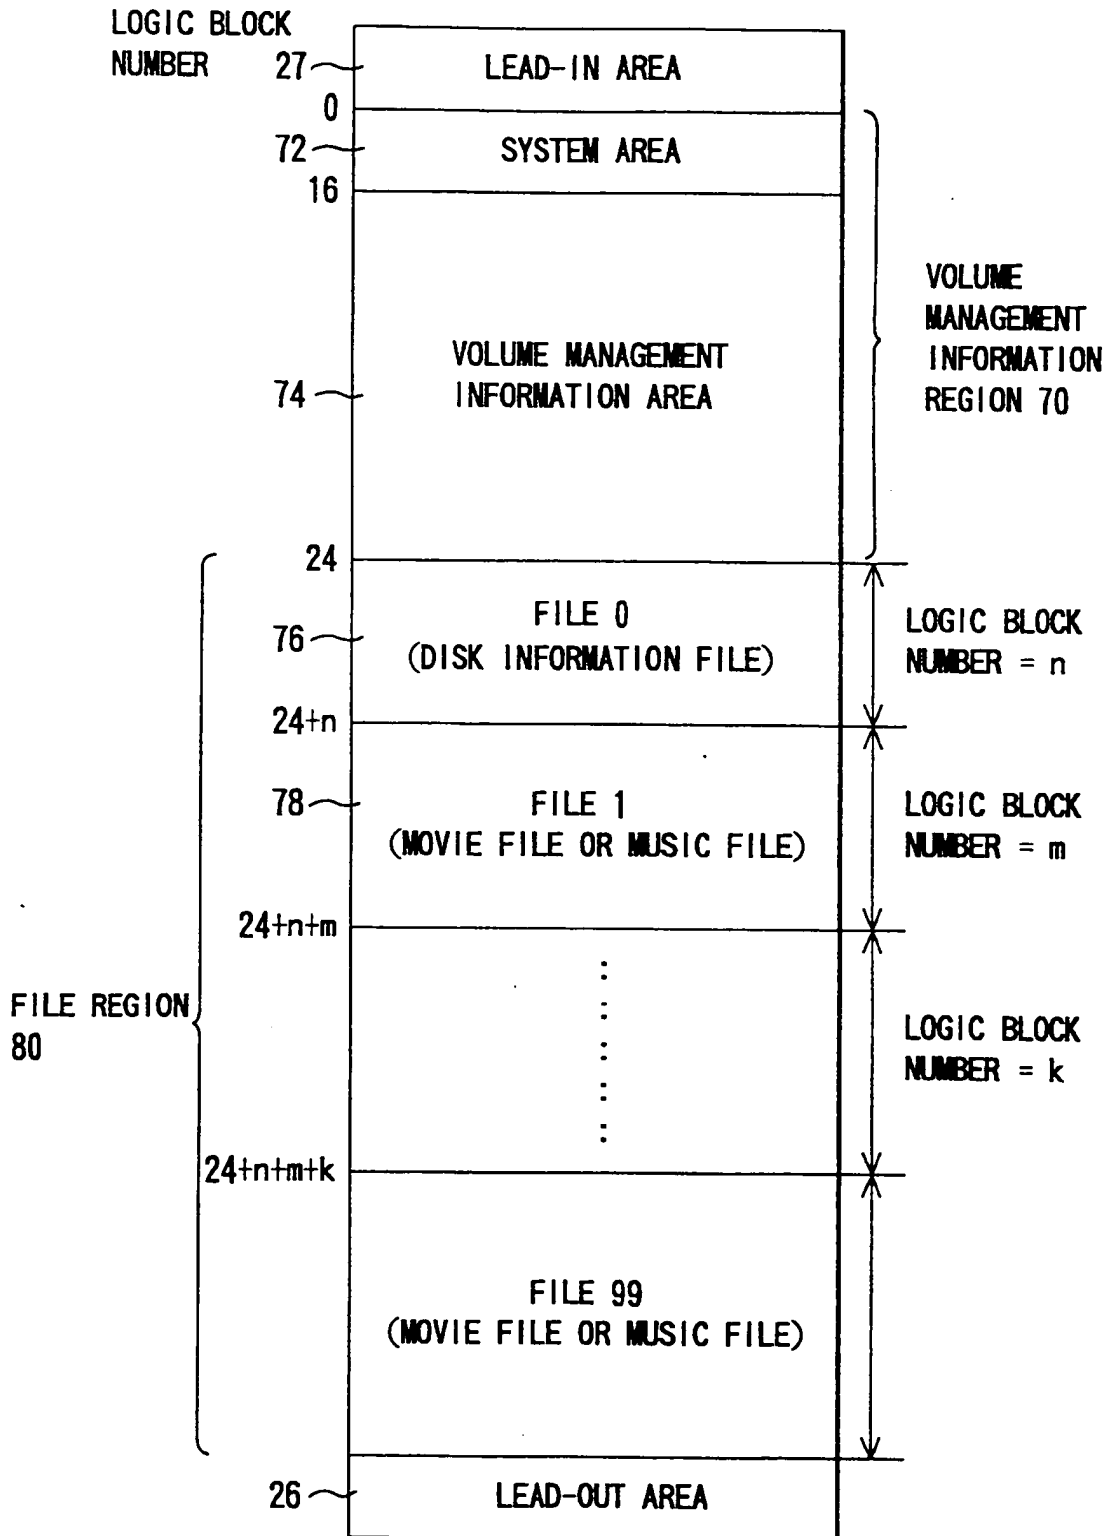 LOGIC BLOCK
NUMBER
27
LEAD-IN AREA
0
72
SYSTEM AREA
16
VOLUME
MANAGEMENT
INFORMATION
REGION 70
74
VOLUME MANAGEMENT
INFORMATION AREA
24
76
FILE 0
(DISK INFORMATION FILE)
LOGIC BLOCK
NUMBER = n
24+n
78
FILE 1
(MOVIE FILE OR MUSIC FILE)
LOGIC BLOCK
NUMBER = m
24+n+m
FILE REGION
80
LOGIC BLOCK
NUMBER = k
24+n+m+k
FILE 99
(MOVIE FILE OR MUSIC FILE)
26
LEAD-OUT AREA